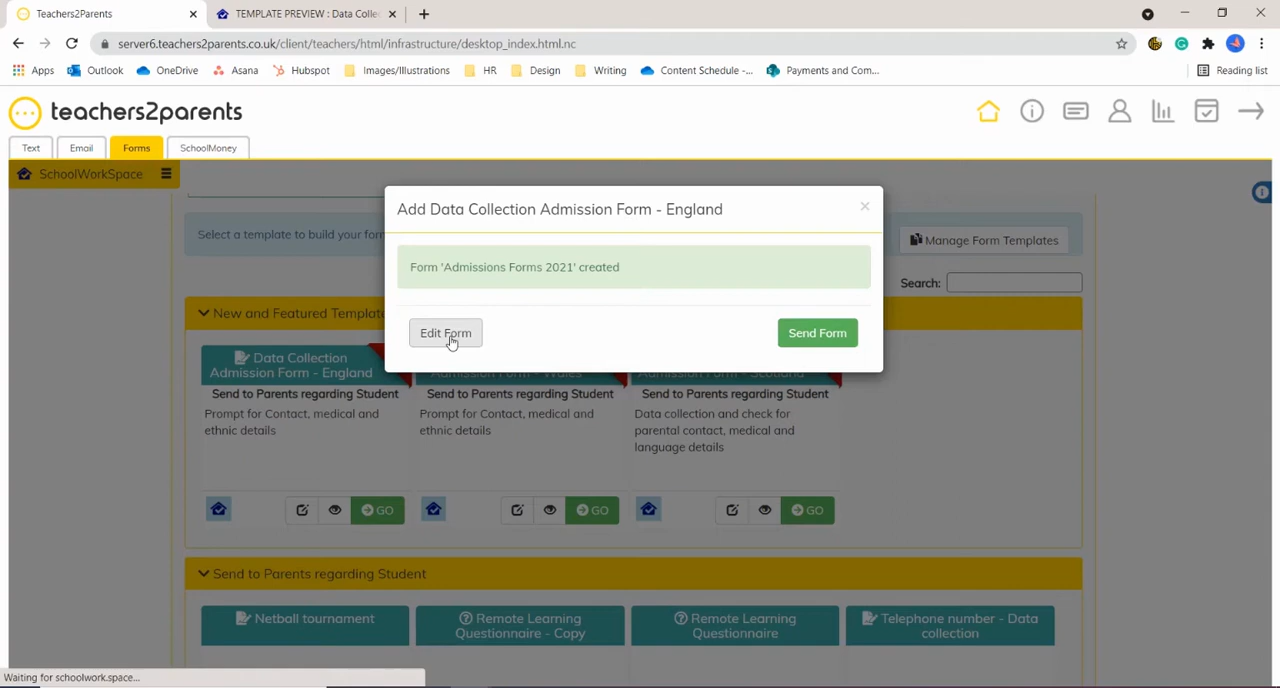 Teachers2Parents
TEMPLATE PREVIEW : Data Colle
server6.teachers2parents.co.uk/client/teachers/html/infrastructure/desktop_index.html.nc
Apps
Outlook
OneDrive
Asana
Hubspot
Images/Illustrations
HR
Design
Writing
Content Schedule -...
Payments and Com...
Reading list
teachers2parents
Text
Email
Forms
SchoolMoney
SchoolWorkSpace
Add Data Collection Admission Form - England
Select a template to build your form
Manage Form Templates
Form 'Admissions Forms 2021' created
Search:
New and Featured Templat
Edit Form
Send Form
Data Collection
Admission Form - England
Admission Form - Wales
Admission Form - Scotland
Send to Parents regarding Student
Send to Parents regarding Student
Send to Parents regarding Student
Prompt for Contact, medical and
ethnic details
Prompt for Contact, medical and
ethnic details
Data collection and check for
parental contact, medical and
language details
GO
GO
GO
Send to Parents regarding Student
Netball tournament
Remote Learning
Questionnaire - Copy
Remote Learning
Questionnaire
Telephone number - Data
collection
Waiting for schoolwork.space...